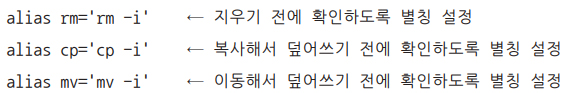 alias rm='rm -i' ← 지우기 전에 확인하도록 별칭 설정
alias cp='cp -i' ← 복사해서 덮어쓰기 전에 확인하도록 별칭 설정
alias mv='mv -i' ← 이동해서 덮어쓰기 전에 확인하도록 별칭 설정